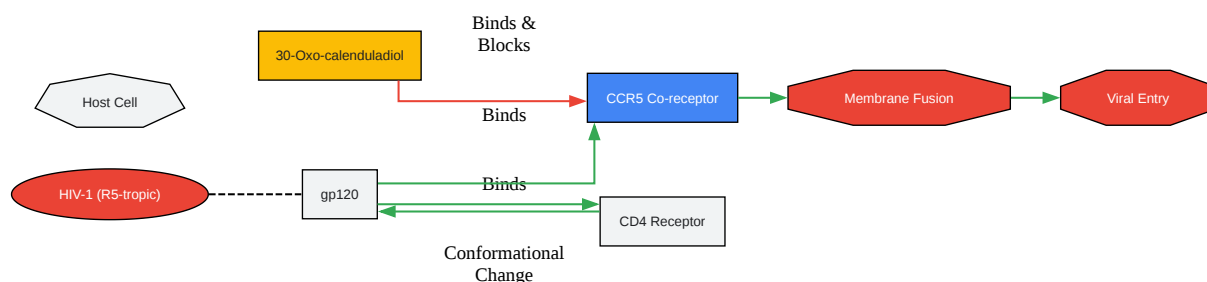 Binds &
Blocks
30-Oxo-calenduladiol
Host Cell
CCR5 Co-receptor
Membrane Fusion
Viral Entry
Binds
HIV-1 (R5-tropic)
gp120
Binds
CD4 Receptor
Conformational
Change